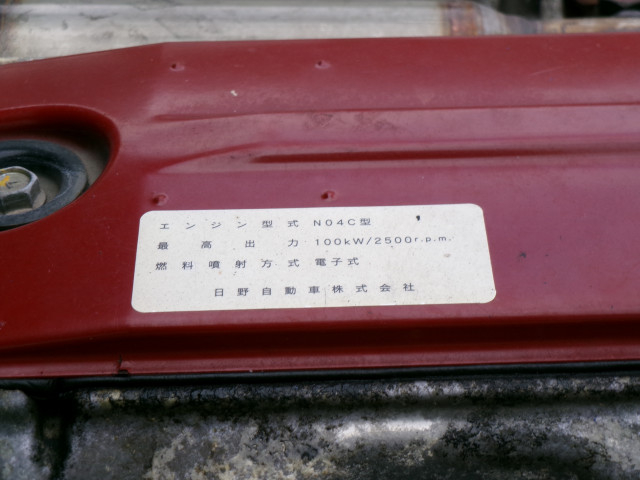 エンジン型式 N04C型
最高出力 100kW/2500r.p.m.
燃料噴射方式 電子式
日野自動車株式会社